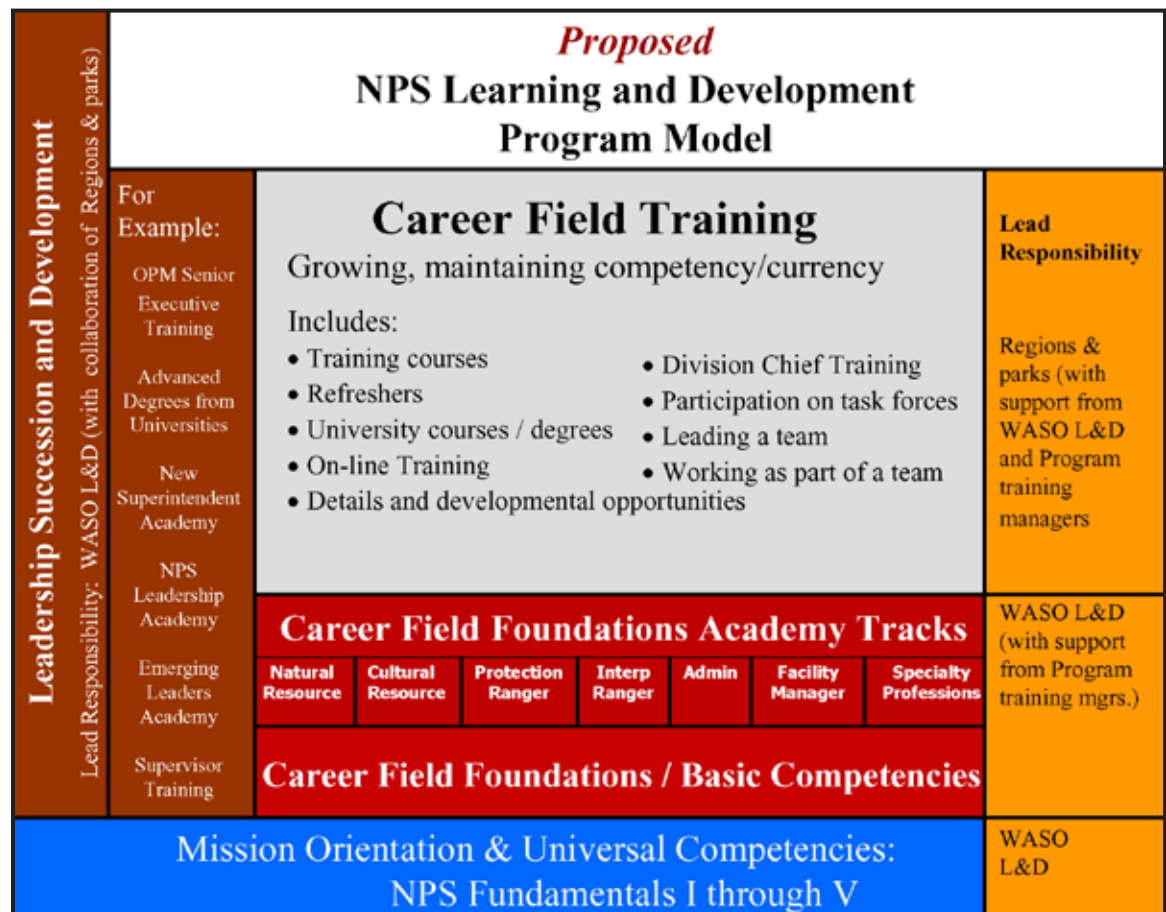 Proposed
NPS Learning and Development
Program Model
Leadership Succession and Development
Lead Responsibility: WASO L&D (with collaboration of Regions & parks)
For
Example:
OPM Senior
Executive
Training
Advanced
Degrees from
Universities
New
Superintendent
Academy
NPS
Leadership
Academy
Emerging
Leaders
Academy
Supervisor
Training
Career Field Training
Growing, maintaining competency/currency
Includes:
• Training courses
• Refreshers
• University courses / degrees
• On-line Training
• Details and developmental opportunities
• Division Chief Training
• Participation on task forces
• Leading a team
• Working as part of a team
Lead
Responsibility
Regions &
parks (with
support from
WASO L&D
and Program
training
managers
Career Field Foundations Academy Tracks
Natural
Resource
Cultural
Resource
Protection
Ranger
Interp
Ranger
Admin
Facility
Manager
Specialty
Professions
Career Field Foundations / Basic Competencies
WASO L&D
(with support
from Program
training mgrs.)
Mission Orientation & Universal Competencies:
NPS Fundamentals I through V
WASO
L&D